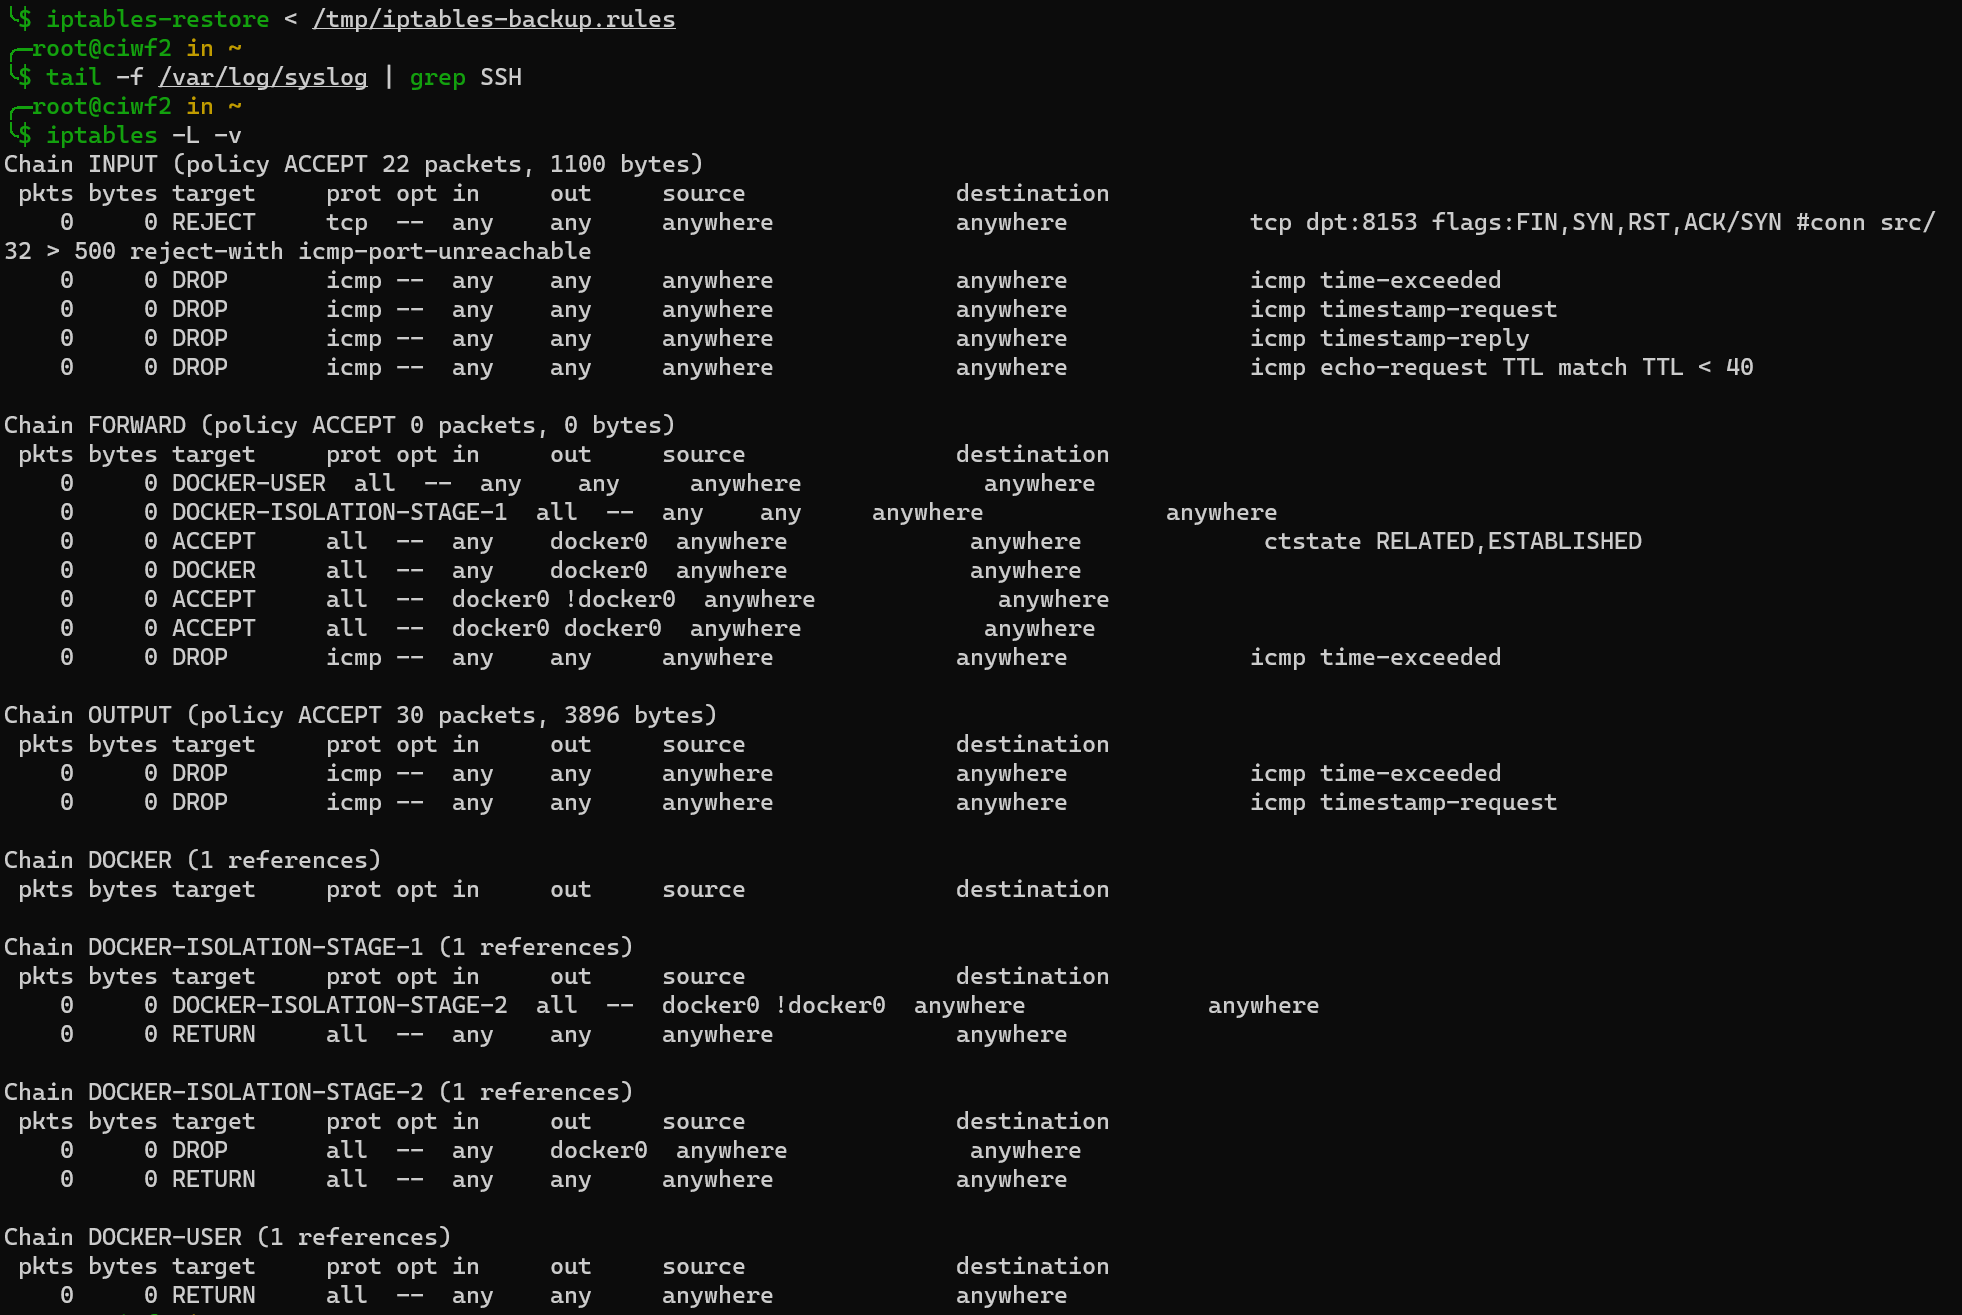 ╰$ iptables-restore < /tmp/iptables-backup.rules
╭─root@ciwf2 in ~
╰$ tail -f /var/log/syslog | grep SSH
╭─root@ciwf2 in ~
╰$ iptables -L -v
Chain INPUT (policy ACCEPT 22 packets, 1100 bytes)
 pkts bytes target     prot opt in     out     source               destination
    0     0 REJECT     tcp  --  any    any     anywhere             anywhere             tcp dpt:8153 flags:FIN,SYN,RST,ACK/SYN #conn src/
32 > 500 reject-with icmp-port-unreachable
    0     0 DROP       icmp --  any    any     anywhere             anywhere             icmp time-exceeded
    0     0 DROP       icmp --  any    any     anywhere             anywhere             icmp timestamp-request
    0     0 DROP       icmp --  any    any     anywhere             anywhere             icmp timestamp-reply
    0     0 DROP       icmp --  any    any     anywhere             anywhere             icmp echo-request TTL match TTL < 40

Chain FORWARD (policy ACCEPT 0 packets, 0 bytes)
 pkts bytes target     prot opt in     out     source               destination
    0     0 DOCKER-USER  all  --  any    any     anywhere             anywhere
    0     0 DOCKER-ISOLATION-STAGE-1  all  --  any    any     anywhere             anywhere
    0     0 ACCEPT     all  --  any    docker0  anywhere             anywhere             ctstate RELATED,ESTABLISHED
    0     0 DOCKER     all  --  any    docker0  anywhere             anywhere
    0     0 ACCEPT     all  --  docker0 !docker0  anywhere             anywhere
    0     0 ACCEPT     all  --  docker0 docker0  anywhere             anywhere
    0     0 DROP       icmp --  any    any     anywhere             anywhere             icmp time-exceeded

Chain OUTPUT (policy ACCEPT 30 packets, 3896 bytes)
 pkts bytes target     prot opt in     out     source               destination
    0     0 DROP       icmp --  any    any     anywhere             anywhere             icmp time-exceeded
    0     0 DROP       icmp --  any    any     anywhere             anywhere             icmp timestamp-request

Chain DOCKER (1 references)
 pkts bytes target     prot opt in     out     source               destination

Chain DOCKER-ISOLATION-STAGE-1 (1 references)
 pkts bytes target     prot opt in     out     source               destination
    0     0 DOCKER-ISOLATION-STAGE-2  all  --  docker0 !docker0  anywhere             anywhere
    0     0 RETURN     all  --  any    any     anywhere             anywhere

Chain DOCKER-ISOLATION-STAGE-2 (1 references)
 pkts bytes target     prot opt in     out     source               destination
    0     0 DROP       all  --  any    docker0  anywhere             anywhere
    0     0 RETURN     all  --  any    any     anywhere             anywhere

Chain DOCKER-USER (1 references)
 pkts bytes target     prot opt in     out     source               destination
    0     0 RETURN     all  --  any    any     anywhere             anywhere